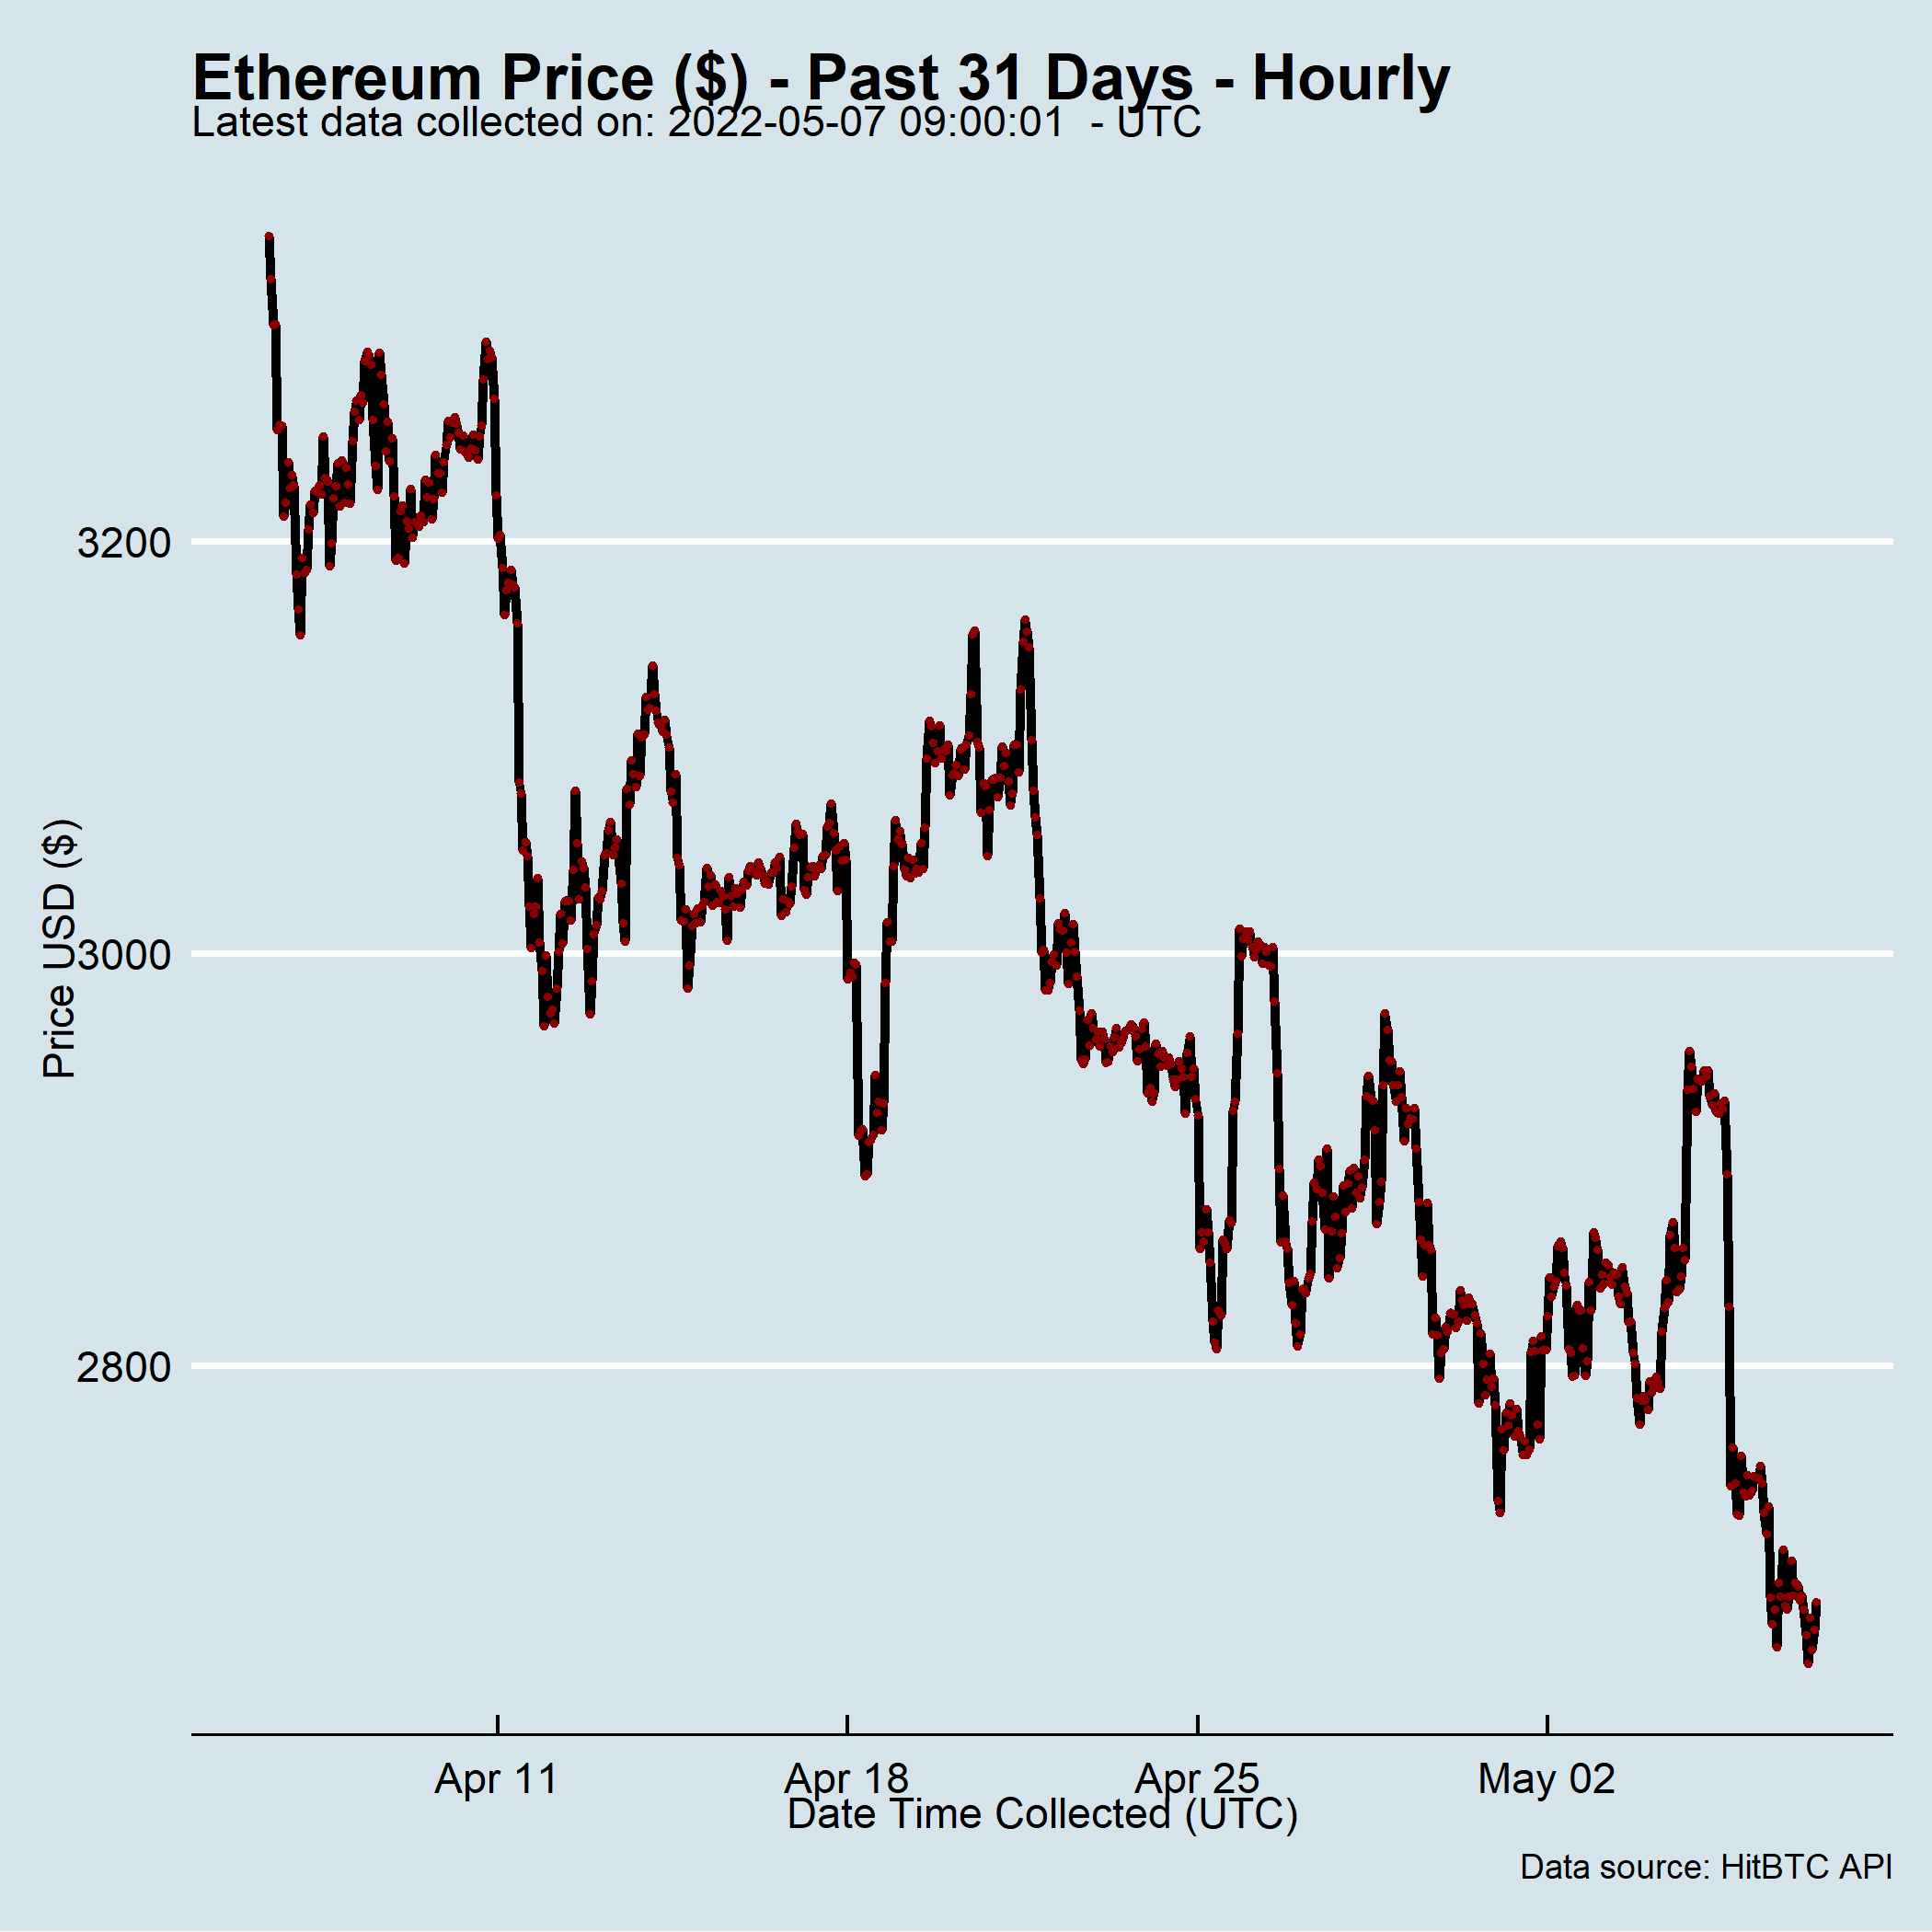 Ethereum Price ($) - Past 31 Days - Hourly
Latest data collected on: 2022-05-07 09:00:01  - UTC
Price USD ($)
3200
3000
2800
Apr 11
Apr 18
Apr 25
May 02
Date Time Collected (UTC)
Data source: HitBTC API